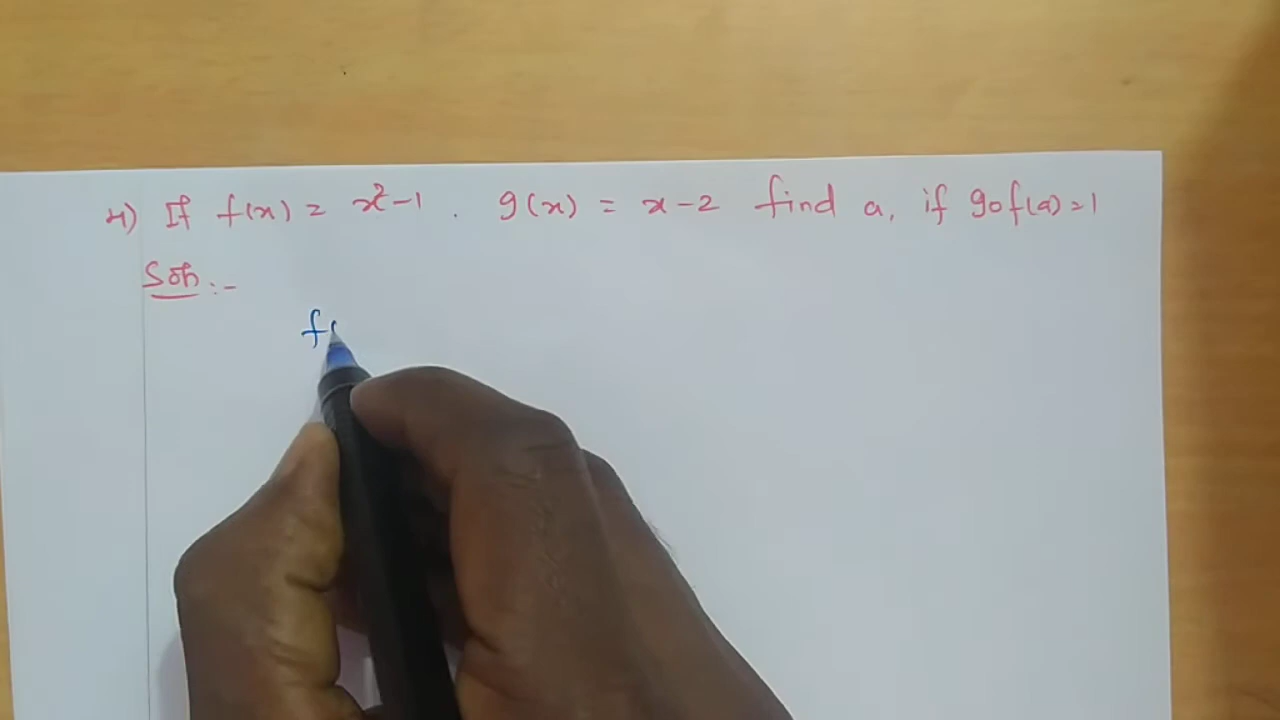 4) If f(x) = x²-1 . g(x) = x-2 find a, if gof(a)=1
Soln :-
f(